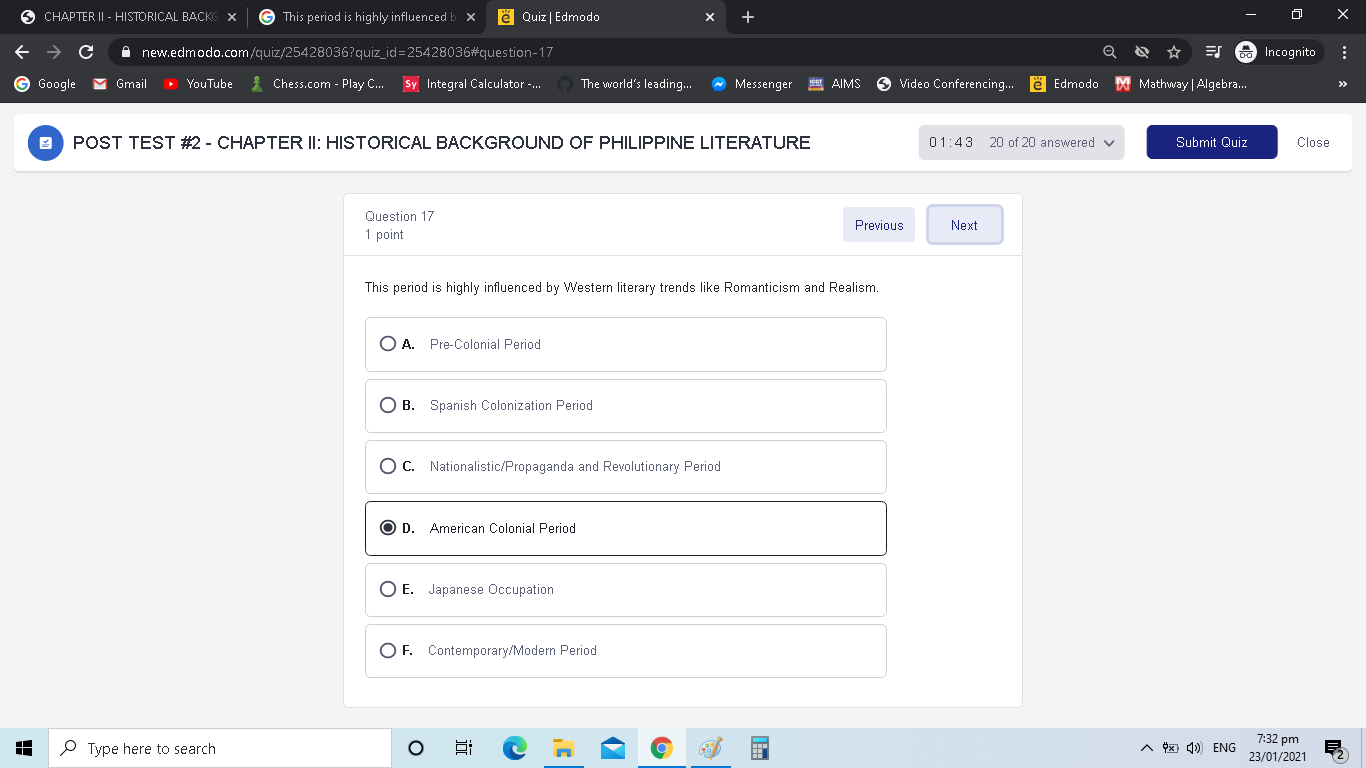 CHAPTER II - HISTORICAL BACKG
This period is highly influenced b
Quiz | Edmodo
new.edmodo.com/quiz/25428036?quiz_id=25428036#question-17
Incognito
Google
Gmail
YouTube
Chess.com - Play C...
Sy Integral Calculator -...
The world's leading...
Messenger
AIMS
Video Conferencing...
Edmodo
Mathway | Algebra...
POST TEST #2 - CHAPTER II: HISTORICAL BACKGROUND OF PHILIPPINE LITERATURE
01:43 20 of 20 answered
Submit Quiz
Close
Question 17
1 point
Previous
Next
This period is highly influenced by Western literary trends like Romanticism and Realism.
A. Pre-Colonial Period
B. Spanish Colonization Period
C. Nationalistic/Propaganda and Revolutionary Period
D. American Colonial Period
E. Japanese Occupation
F. Contemporary/Modern Period
Type here to search
ENG
7:32 pm
23/01/2021
2